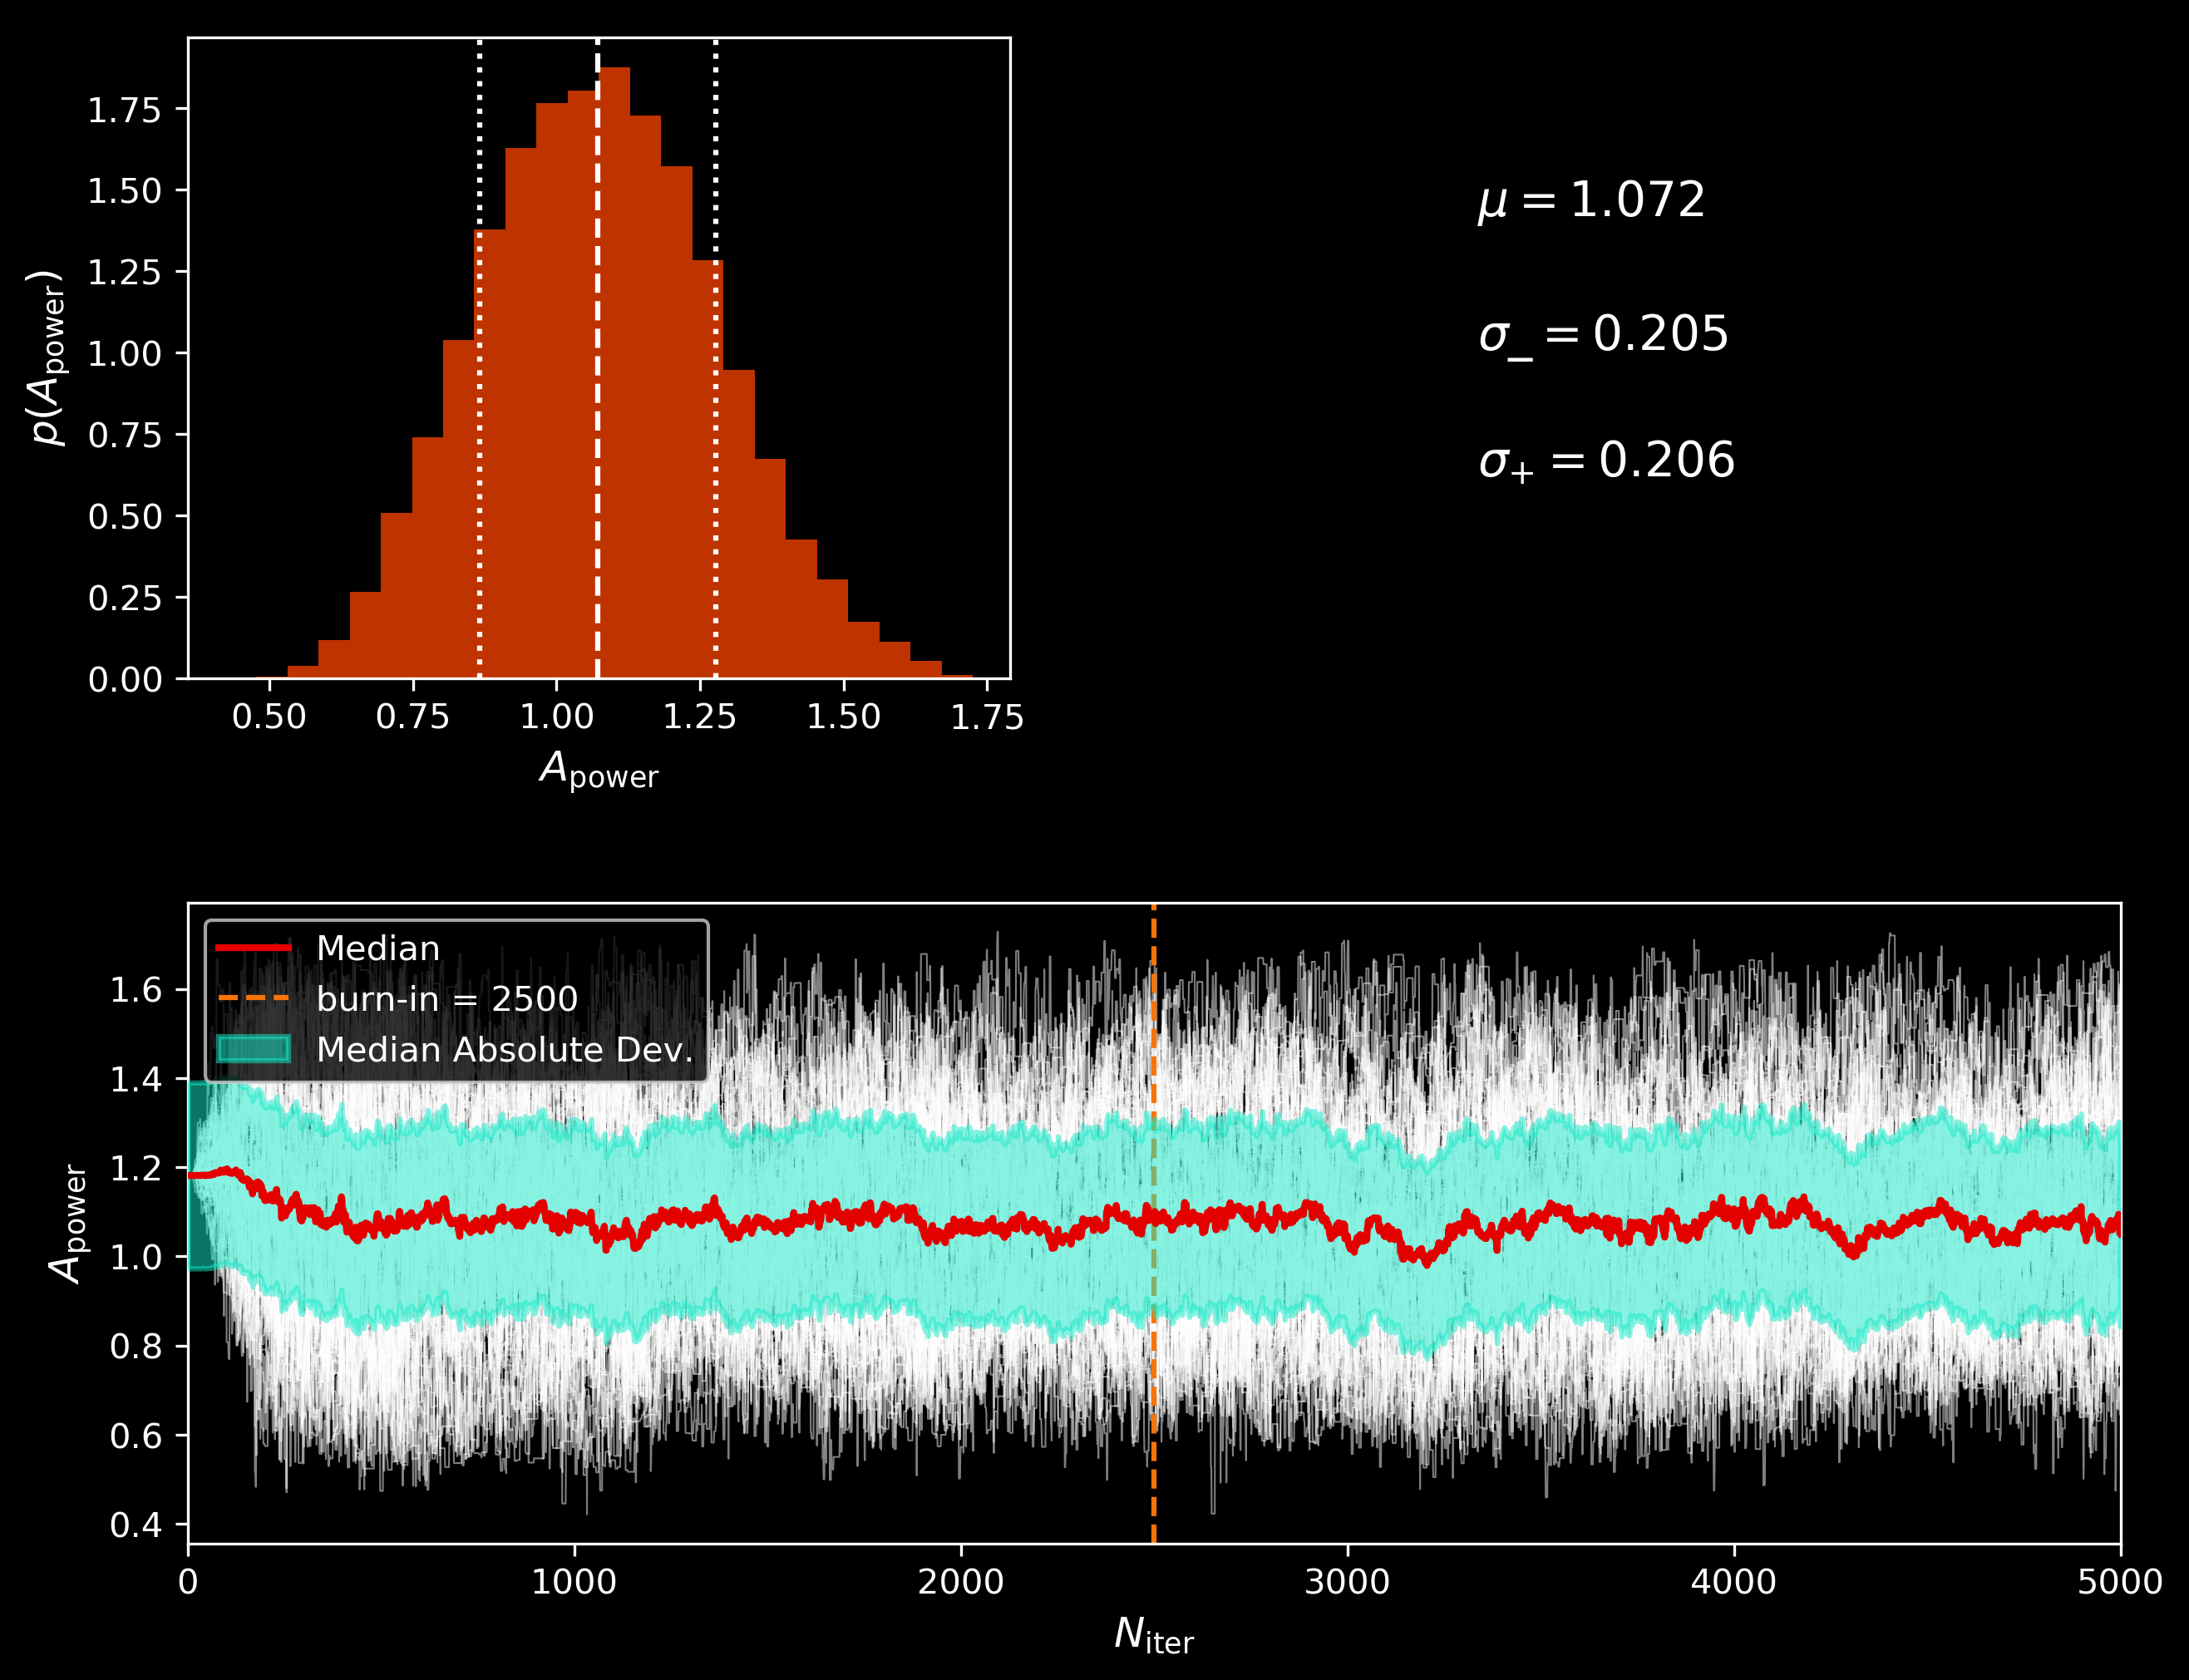 p(A_power)
1.75
1.50
1.25
1.00
0.75
0.50
0.25
0.00
0.50 0.75 1.00 1.25 1.50 1.75
A_power
μ = 1.072
σ_− = 0.205
σ_+ = 0.206
Median
burn-in = 2500
Median Absolute Dev.
A_power
1.6
1.4
1.2
1.0
0.8
0.6
0.4
0 1000 2000 3000 4000 5000
N_iter